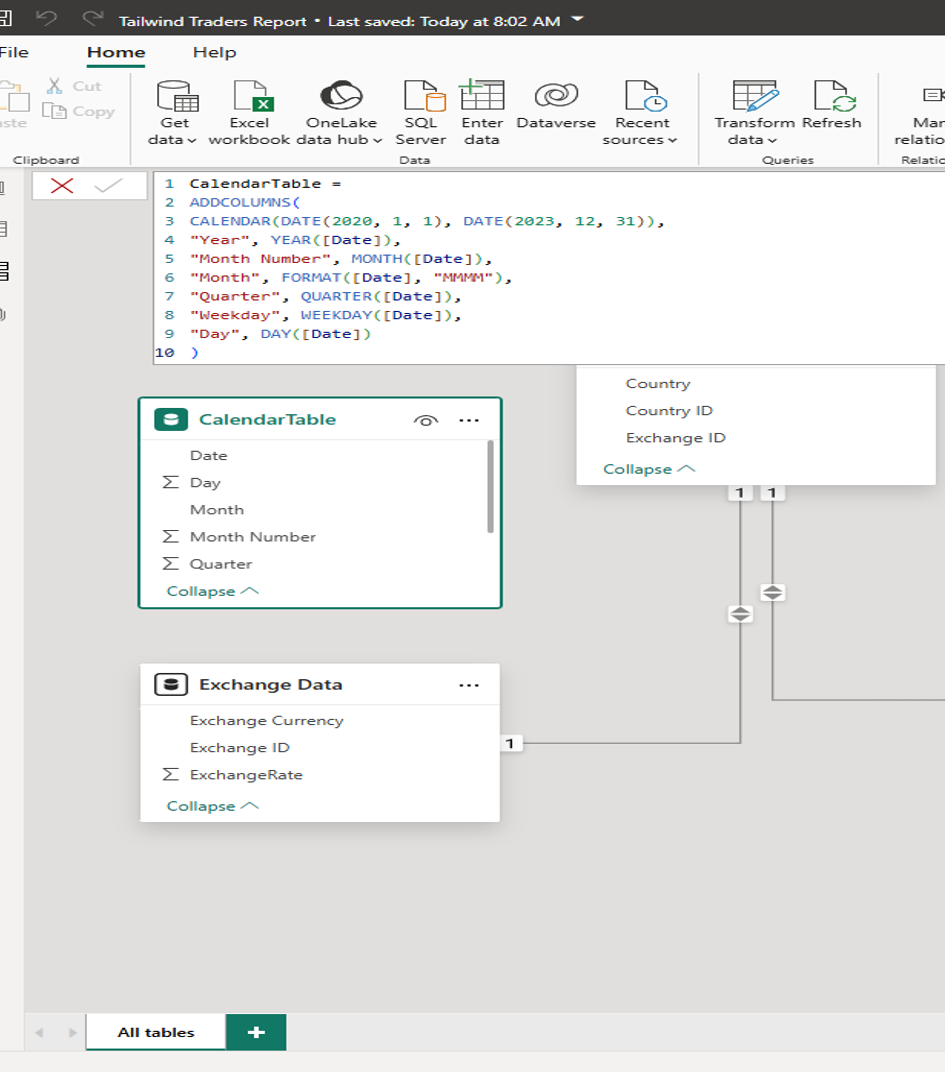 Tailwind Traders Report • Last saved: Today at 8:02 AM
File Home Help
Cut
Copy
Clipboard
Get data
Excel workbook
OneLake data hub
SQL Server
Enter data
Dataverse
Recent sources
Data
Transform data
Refresh
Queries
1 CalendarTable =
2 ADDCOLUMNS(
3 CALENDAR(DATE(2020, 1, 1), DATE(2023, 12, 31)),
4 "Year", YEAR([Date]),
5 "Month Number", MONTH([Date]),
6 "Month", FORMAT([Date], "MMMM"),
7 "Quarter", QUARTER([Date]),
8 "Weekday", WEEKDAY([Date]),
9 "Day", DAY([Date])
10 )
Country
Country ID
Exchange ID
Collapse
1 1
CalendarTable
Date
Σ Day
Month
Σ Month Number
Σ Quarter
Collapse
Exchange Data
Exchange Currency
Exchange ID
Σ ExchangeRate
Collapse
1
All tables +